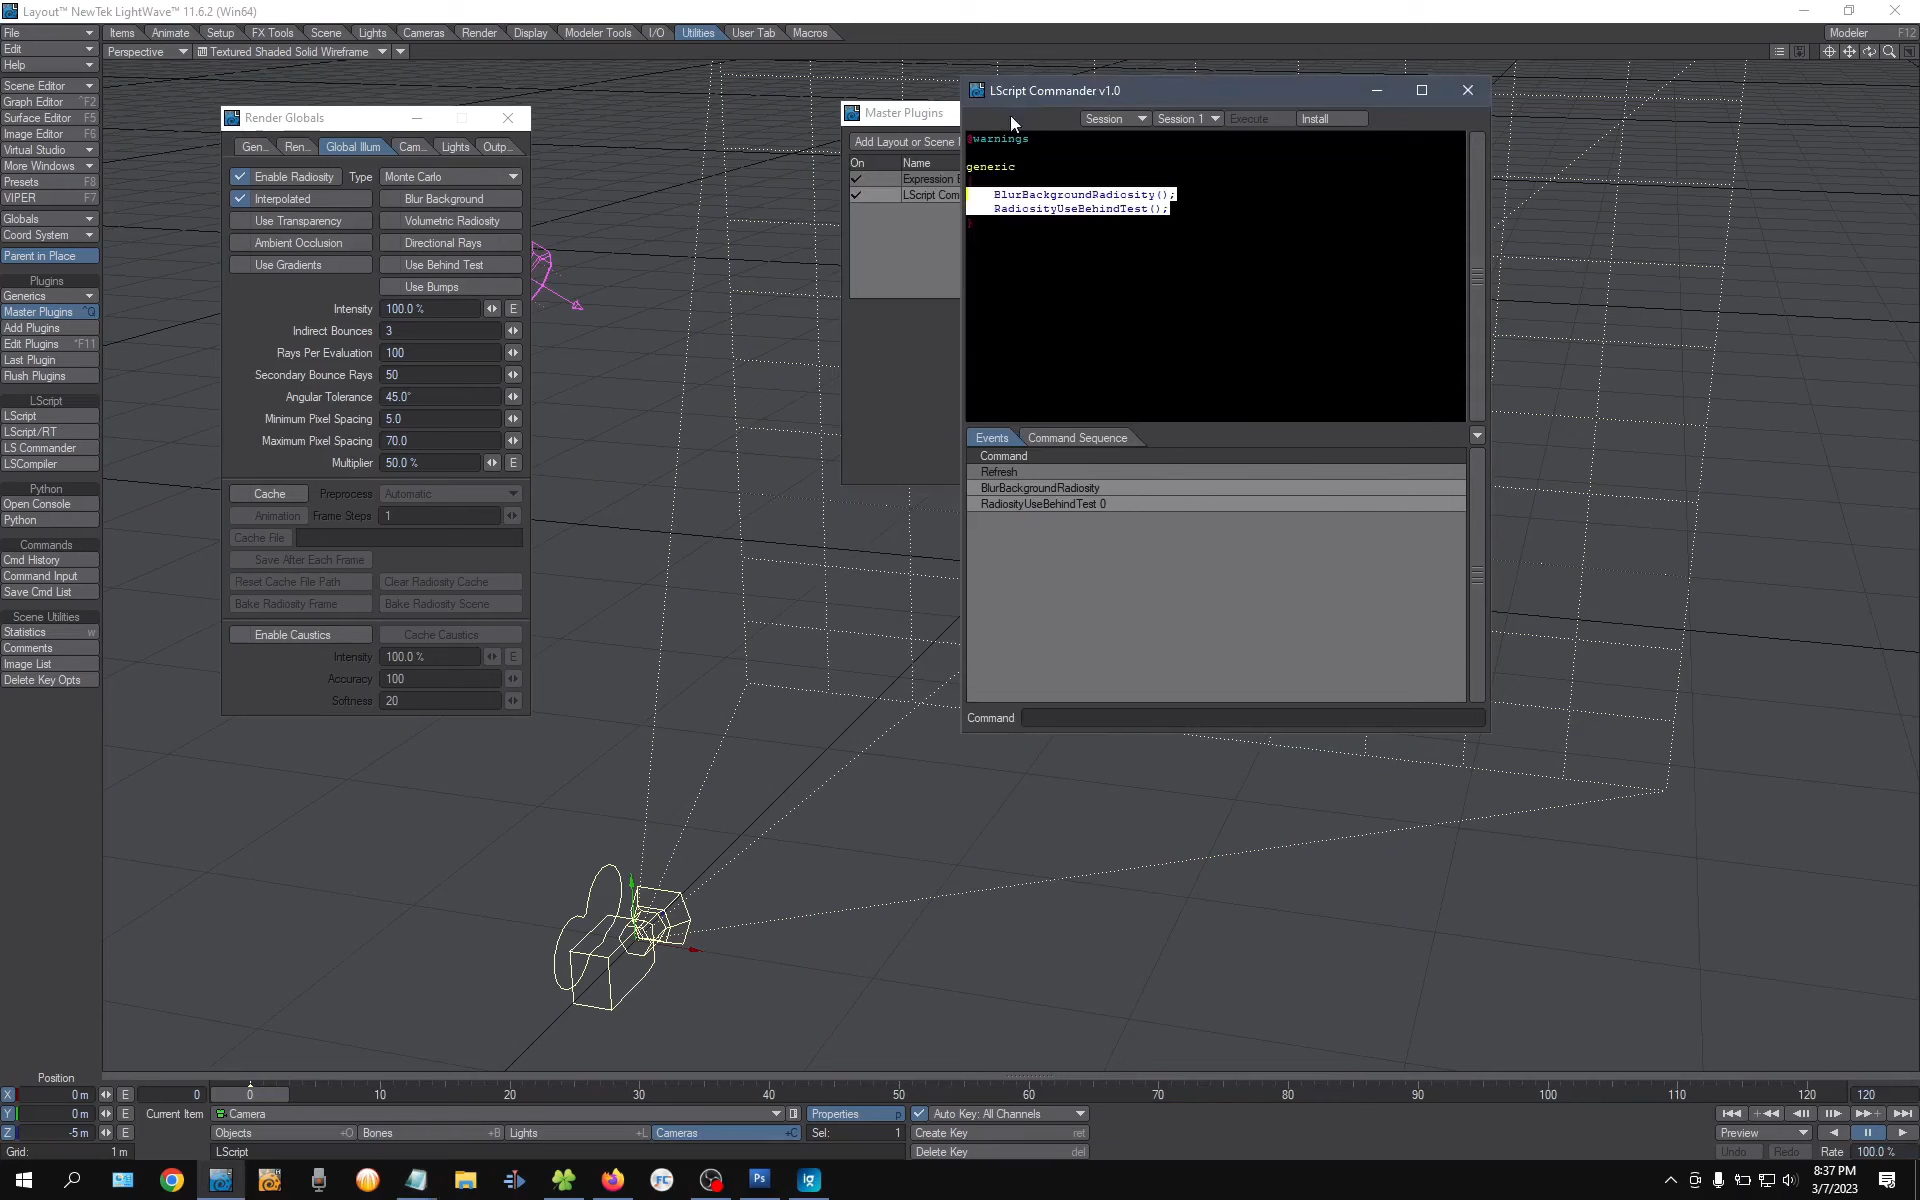 Layout™ NewTek LightWave™ 11.6.2 (Win64)
File Items Animate Setup FX Tools Scene Lights Cameras Render Display Modeler Tools I/O Utilities User Tab Macros Modeler F12
Edit Perspective Textured Shaded Solid Wireframe
Help
Scene Editor
Graph Editor ^F2
Surface Editor F5
Image Editor F6
Virtual Studio
More Windows
Presets F8
VIPER F7
Globals
Coord System
Parent in Place
Plugins
Generics
Master Plugins ^Q
Add Plugins
Edit Plugins *F11
Last Plugin
Flush Plugins
LScript
LScript
LScript/RT
LS Commander
LSCompiler
Python
Open Console
Python
Commands
Cmd History
Command Input
Save Cmd List
Scene Utilities
Statistics w
Comments
Image List
Delete Key Opts
Render Globals
Gen... Ren... Global Illum Cam... Lights Outp...
Enable Radiosity Type Monte Carlo
Interpolated Blur Background
Use Transparency Volumetric Radiosity
Ambient Occlusion Directional Rays
Use Gradients Use Behind Test
Use Bumps
Intensity 100.0 % E
Indirect Bounces 3
Rays Per Evaluation 100
Secondary Bounce Rays 50
Angular Tolerance 45.0°
Minimum Pixel Spacing 5.0
Maximum Pixel Spacing 70.0
Multiplier 50.0 % E
Cache Preprocess Automatic
Animation Frame Steps 1
Cache File
Save After Each Frame
Reset Cache File Path Clear Radiosity Cache
Bake Radiosity Frame Bake Radiosity Scene
Enable Caustics Cache Caustics
Intensity 100.0 % E
Accuracy 100
Softness 20
Master Plugins
Add Layout or Scene
On Name
Expression E
LScript Com
LScript Commander v1.0
Session Session 1 Execute Install
@warnings
generic
BlurBackgroundRadiosity();
RadiosityUseBehindTest();
}
Events Command Sequence
Command
Refresh
BlurBackgroundRadiosity
RadiosityUseBehindTest 0
Command
Position
X 0 m E 0 0 10 20 30 40 50 60 70 80 90 100 110 120 120
Y 0 m E Current Item Camera Properties p Auto Key: All Channels
Z -5 m E Objects +O Bones +B Lights +L Cameras +C Sel: 1 Create Key ret Preview
Grid: 1 m LScript Delete Key del Undo Redo Rate 100.0 %
FC Ps ig
8:37 PM
3/7/2023